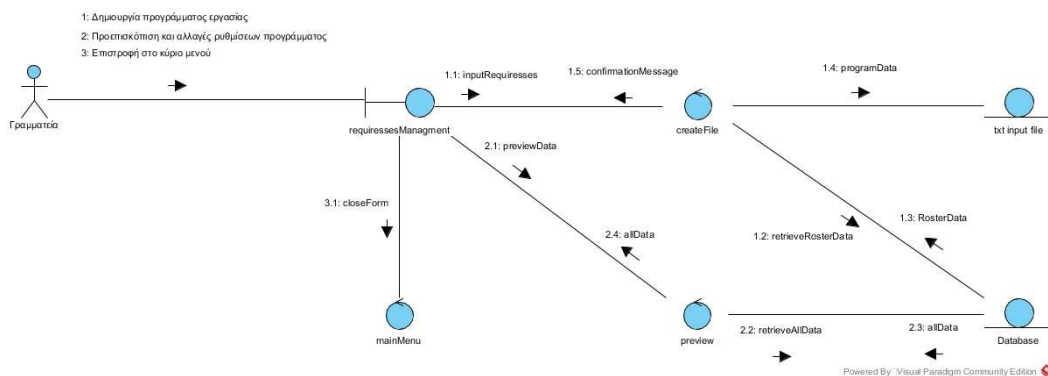 1: Δημιουργία προγράμματος εργασίας
2: Προεπισκόπιση και αλλαγές ρυθμίσεων προγράμματος
3: Επιστροφή στο κύριο μενού
1.1: inputRequiresses
1.5: confirmationMessage
1.4: programData
Γραμματεία
requiressesManagment
createFile
txt input file
2.1: previewData
3.1: closeForm
1.3: RosterData
2.4: allData
1.2: retrieveRosterData
mainMenu
preview
2.2: retrieveAllData
2.3: allData
Database
Powered By Visual Paradigm Community Edition